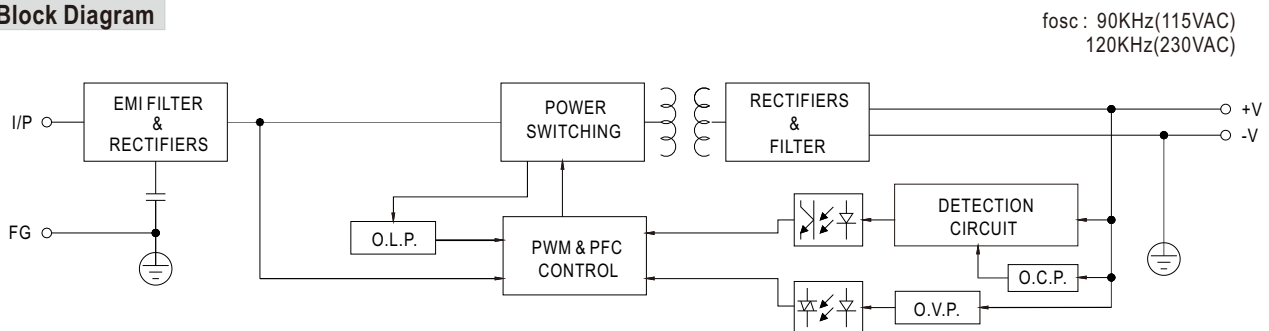 Block Diagram
fosc : 90KHz(115VAC)
120KHz(230VAC)
EMI FILTER
&
RECTIFIERS
POWER
SWITCHING
RECTIFIERS
&
FILTER
I/P
+V
-V
FG
O.L.P.
PWM & PFC
CONTROL
DETECTION
CIRCUIT
O.C.P.
O.V.P.